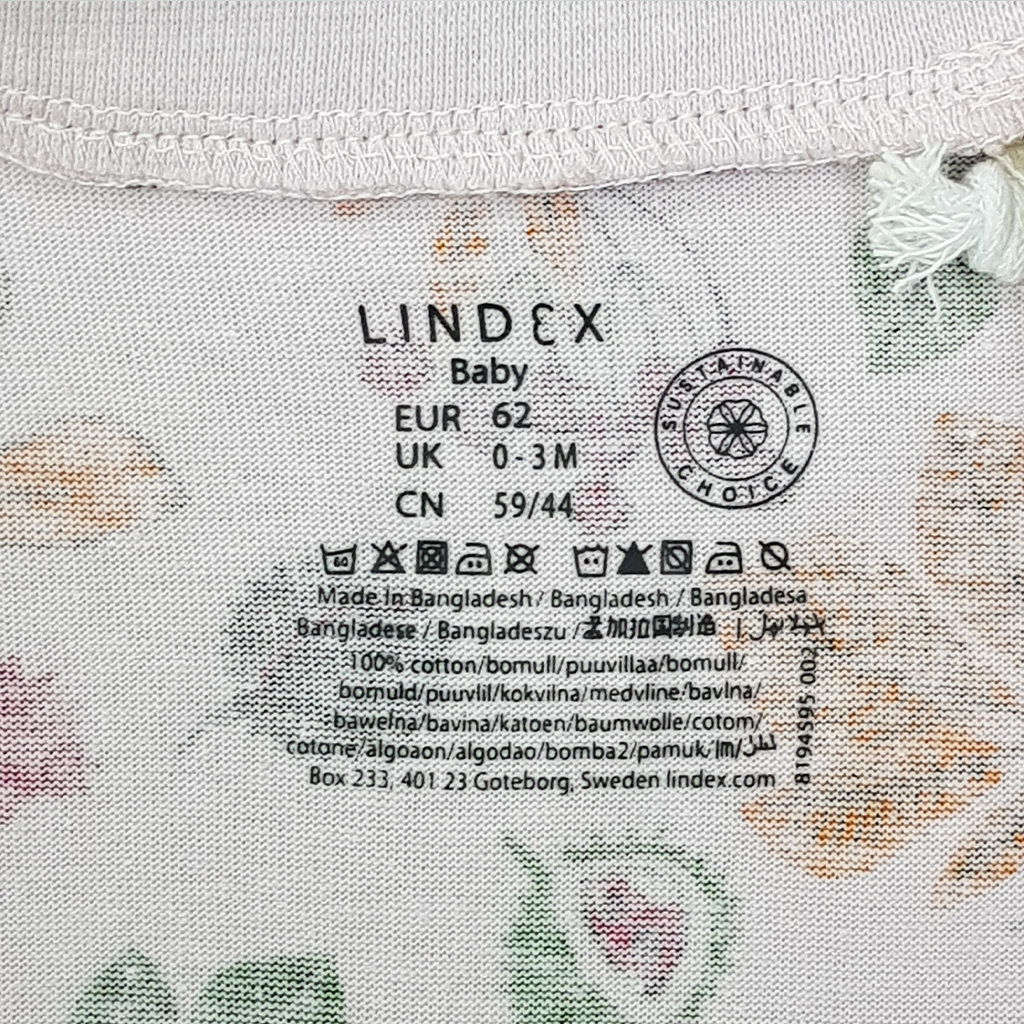 LINDEX
Baby
EUR 62
UK 0-3 M
CN 59/44
SUSTAINABLE CHOICE
60
Made In Bangladesh / Bangladesh / Bangladesa
Bangladese / Bangladeszu / 孟加拉国制造
100% cotton/bomull/puuvillaa/bomull/
bomuld/puuvlil/kokvilna/medvline/bavlna/
bawelna/bavina/katoen/baumwolle/cotom/
cotone/algoaon/algodao/bomba2/pamuk/
Box 233, 401 23 Goteborg, Sweden lindex.com
8194595 002